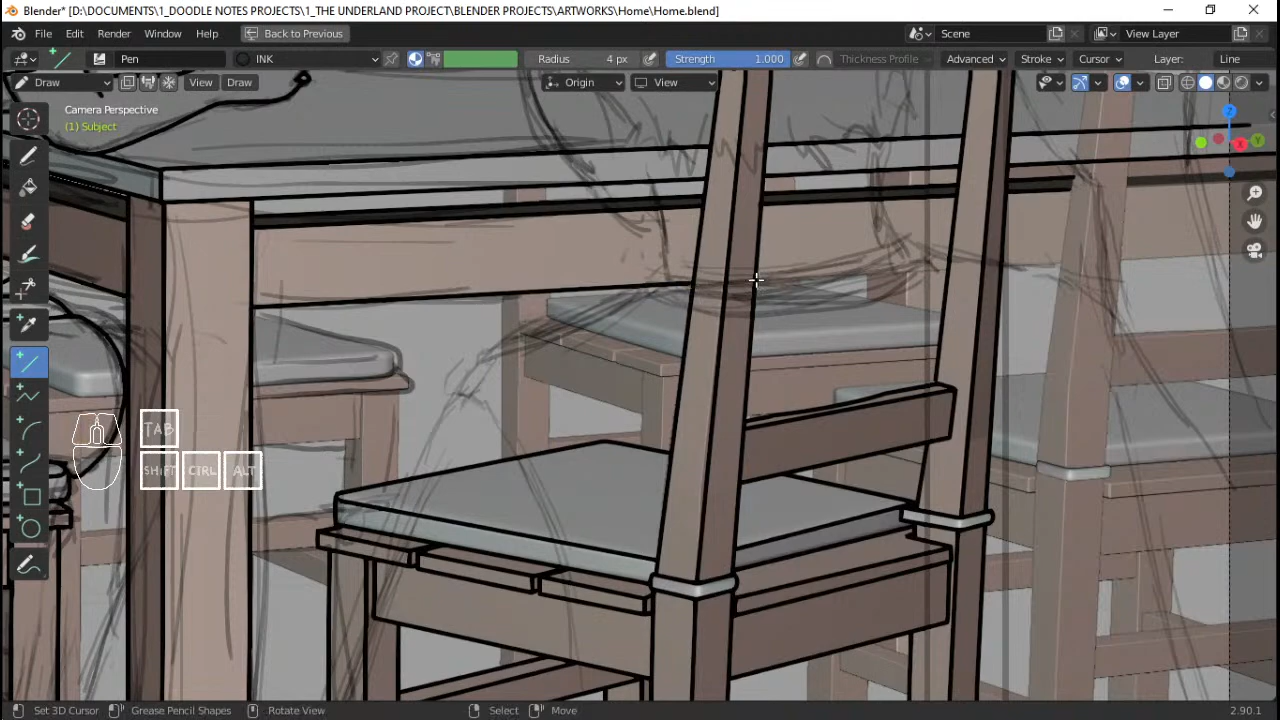 Blender* [D:\DOCUMENTS\1_DOODLE NOTES PROJECTS\1_THE UNDERLAND PROJECT\BLENDER PROJECTS\ARTWORKS\Home\Home.blend]
File Edit Render Window Help Back to Previous Scene View Layer
Pen INK Radius 4 px Strength 1.000 Thickness Profile Advanced Stroke Cursor Layer: Line
Draw View Draw Origin View
Camera Perspective
(1) Subject
Z
Y
X
TAB
SHIFT CTRL ALT
Set 3D Cursor Grease Pencil Shapes Rotate View Select Move 2.90.1